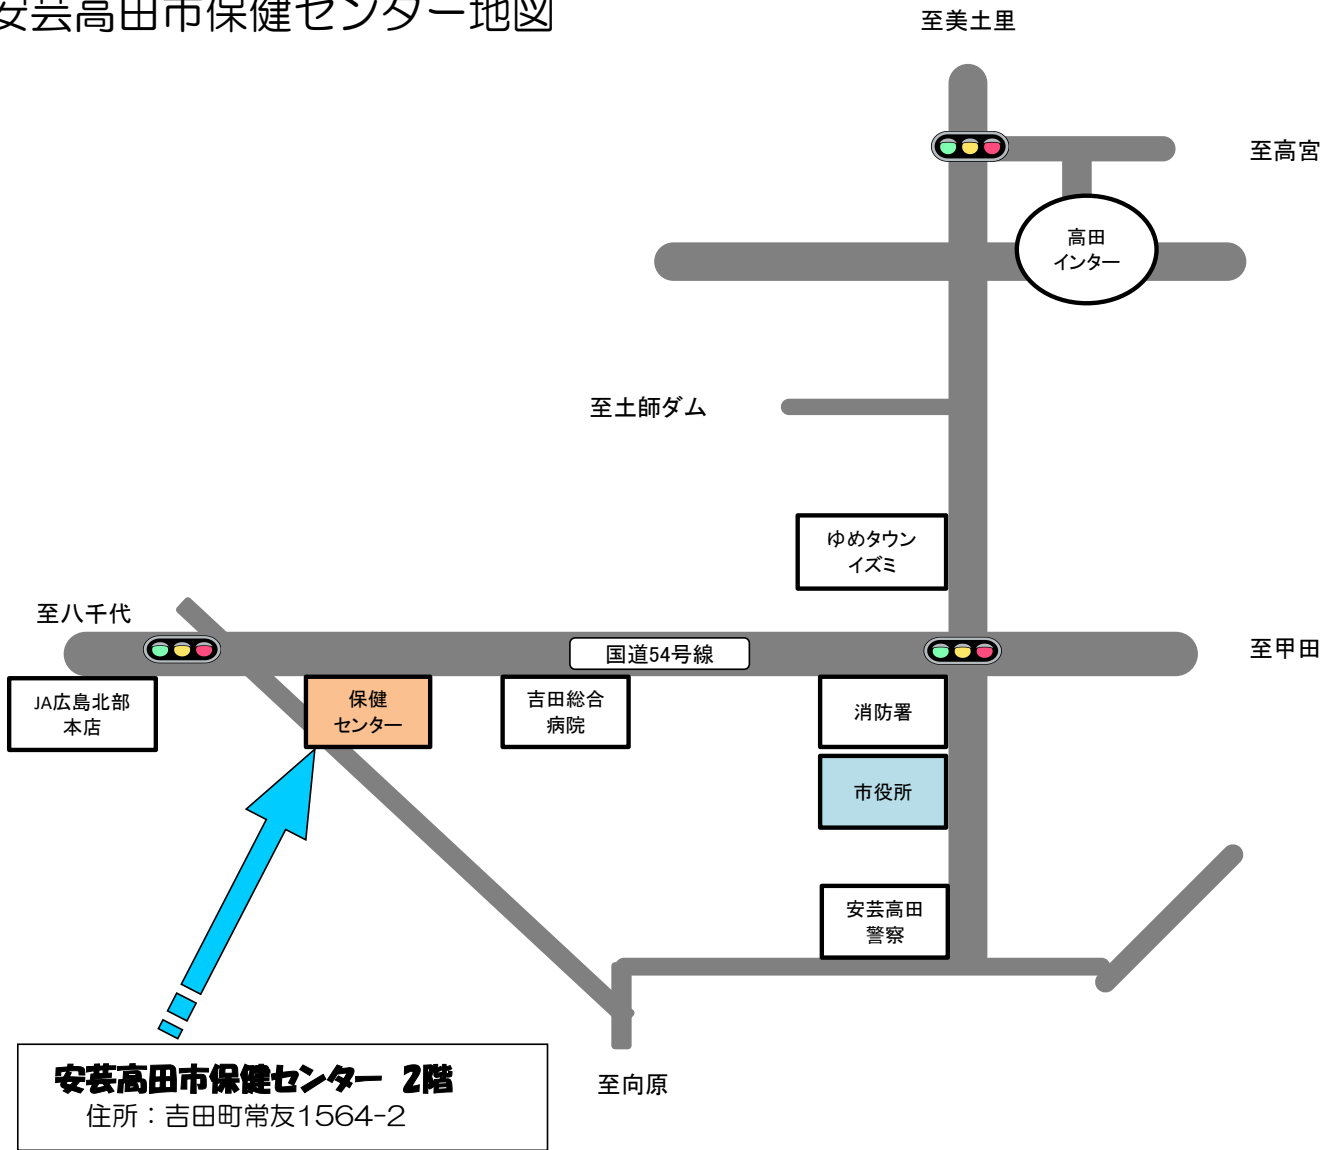 安芸高田市保健センター地図
至美土里
至高宮
高田
インター
至土師ダム
ゆめタウン
イズミ
至八千代
国道54号線
至甲田
JA広島北部
本店
保健
センター
吉田総合
病院
消防署
市役所
安芸高田
警察
安芸高田市保健センター 2階
住所：吉田町常友1564-2
至向原